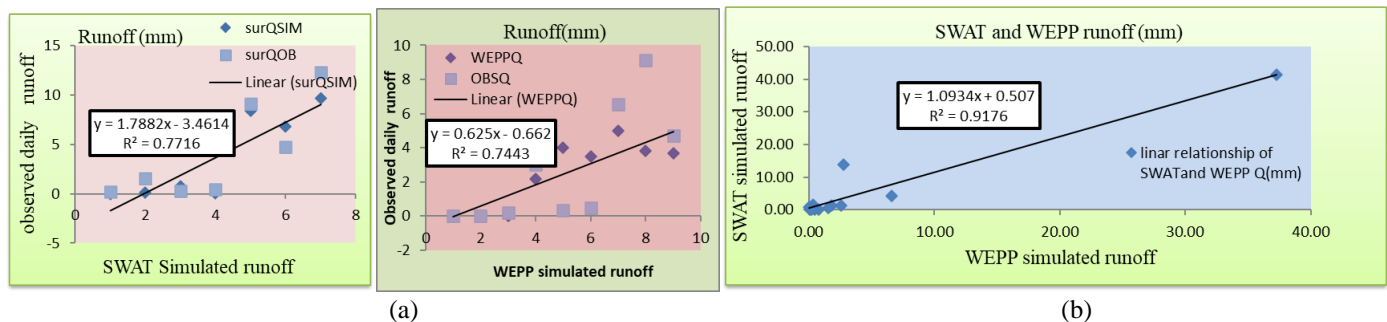 Runoff (mm)
surQSIM
surQOB
Linear (surQSIM)
15
10
5
0
-5
0
2
4
6
8
y = 1.7882x - 3.4614
R² = 0.7716
observed daily runoff
SWAT Simulated runoff
Runoff(mm)
WEPPQ
OBSQ
Linear (WEPPQ)
10
8
6
4
2
0
-2
0
2
4
6
8
10
y = 0.625x - 0.662
R² = 0.7443
Observed daily runoff
WEPP simulated runoff
(a)
SWAT and WEPP runoff (mm)
50.00
40.00
30.00
20.00
10.00
0.00
0.00
10.00
20.00
30.00
40.00
y = 1.0934x + 0.507
R² = 0.9176
linar relationship of
SWATand WEPP Q(mm)
SWAT simulated runoff
WEPP simulated runoff
(b)